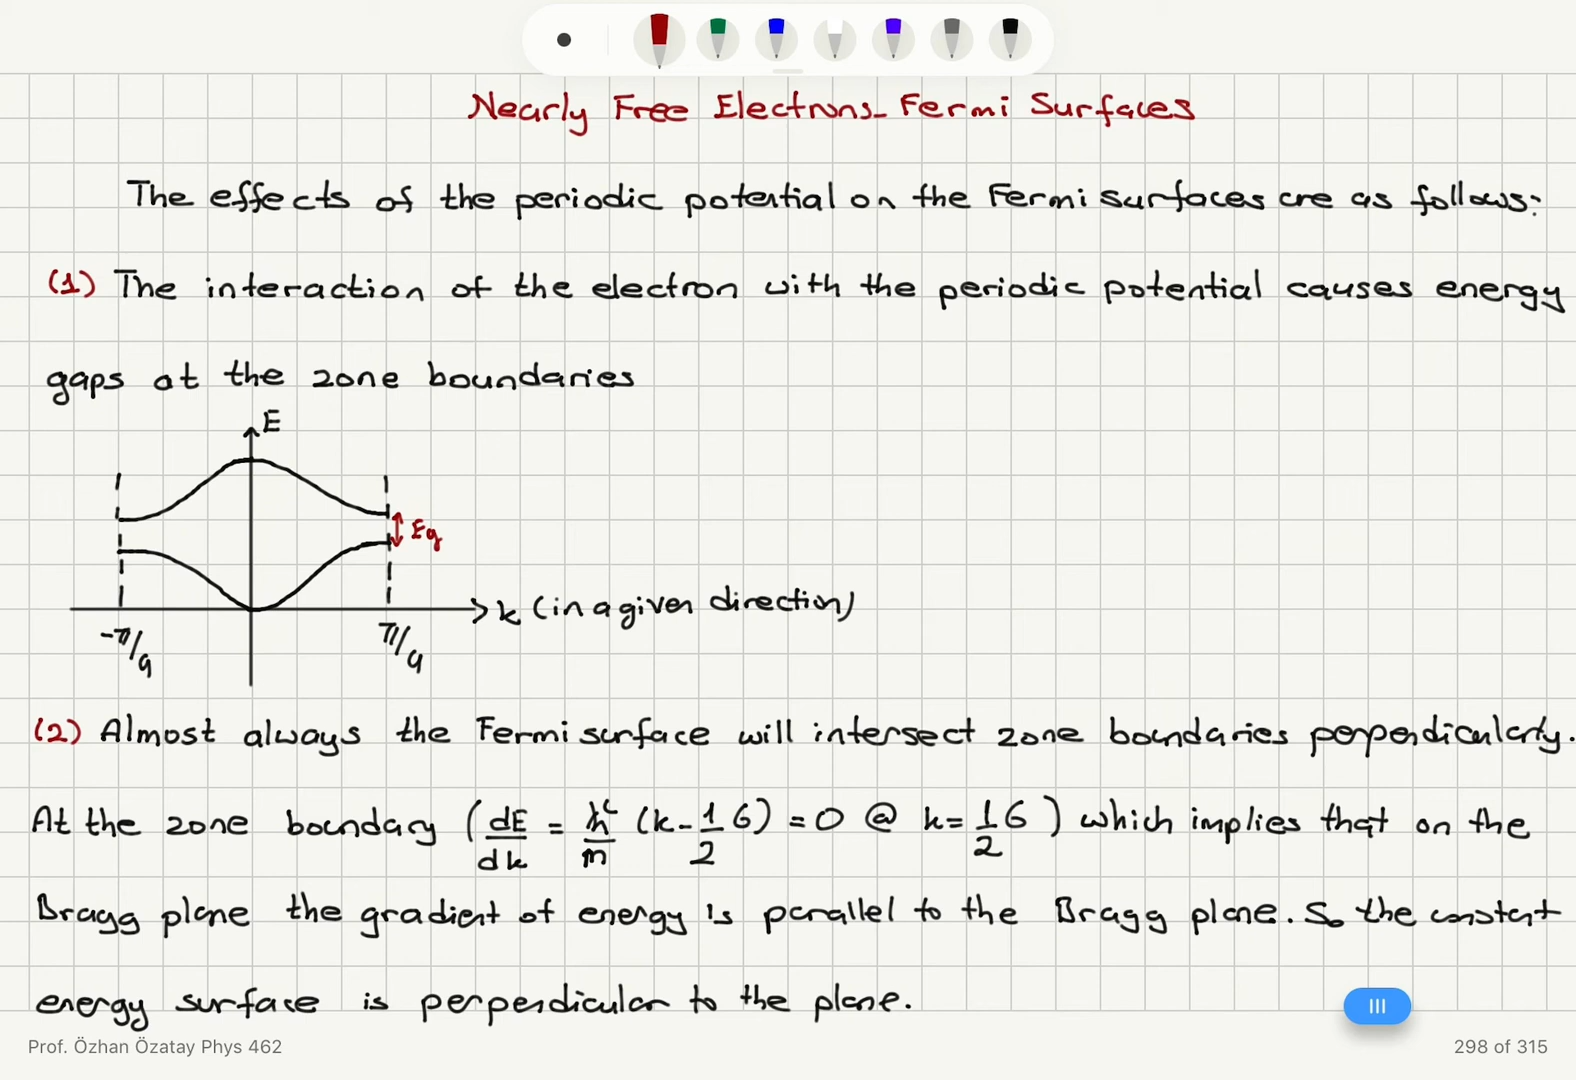 Nearly Free Electrons_ Fermi Surfaces
The effects of the periodic potential on the Fermi surfaces are as follows:
(1) The interaction of the electron with the periodic potential causes energy
gaps at the zone boundaries
E
Eg
k (in a given direction)
-π/a π/a
(2) Almost always the Fermi surface will intersect zone boundaries perpendicularly.
At the zone boundary (dE/dk = ħ²/m (k - 1/2 G) = 0 @ k = 1/2 G) which implies that on the
Bragg plane the gradient of energy is parallel to the Bragg plane. So the constant
energy surface is perpendicular to the plane.
Prof. Özhan Özatay Phys 462
298 of 315